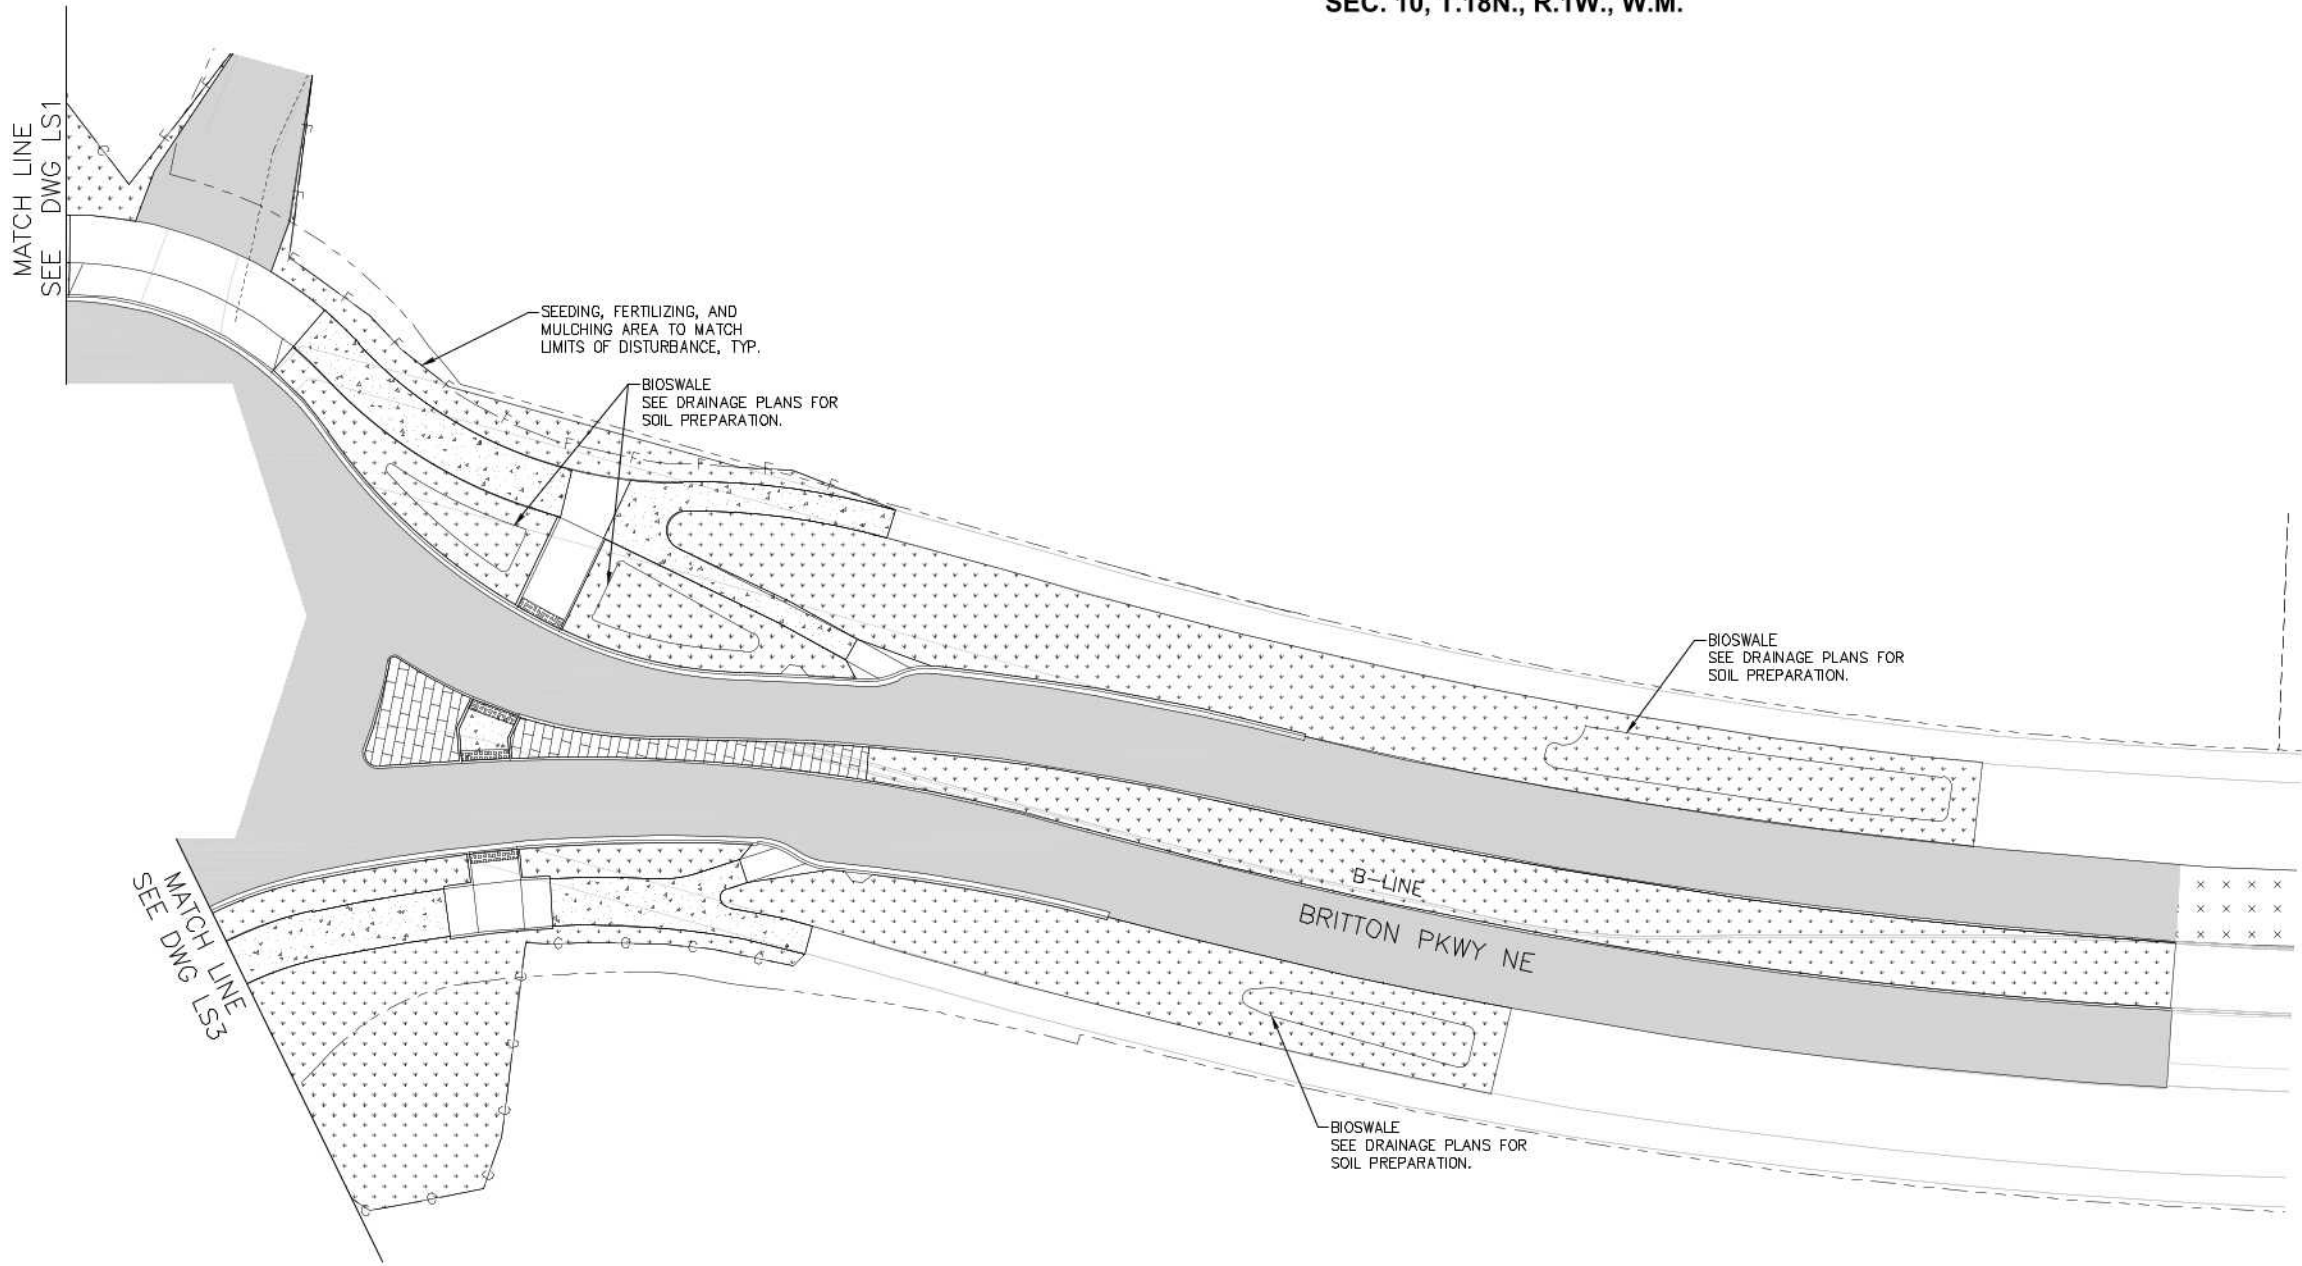 SEC. 10, T.18N., R.1W., W.M.
MATCH LINE
SEE DWG LS1
SEEDING, FERTILIZING, AND
MULCHING AREA TO MATCH
LIMITS OF DISTURBANCE, TYP.
BIOSWALE
SEE DRAINAGE PLANS FOR
SOIL PREPARATION.
BIOSWALE
SEE DRAINAGE PLANS FOR
SOIL PREPARATION.
B-LINE
BRITTON PKWY NE
MATCH LINE
SEE DWG LS3
BIOSWALE
SEE DRAINAGE PLANS FOR
SOIL PREPARATION.